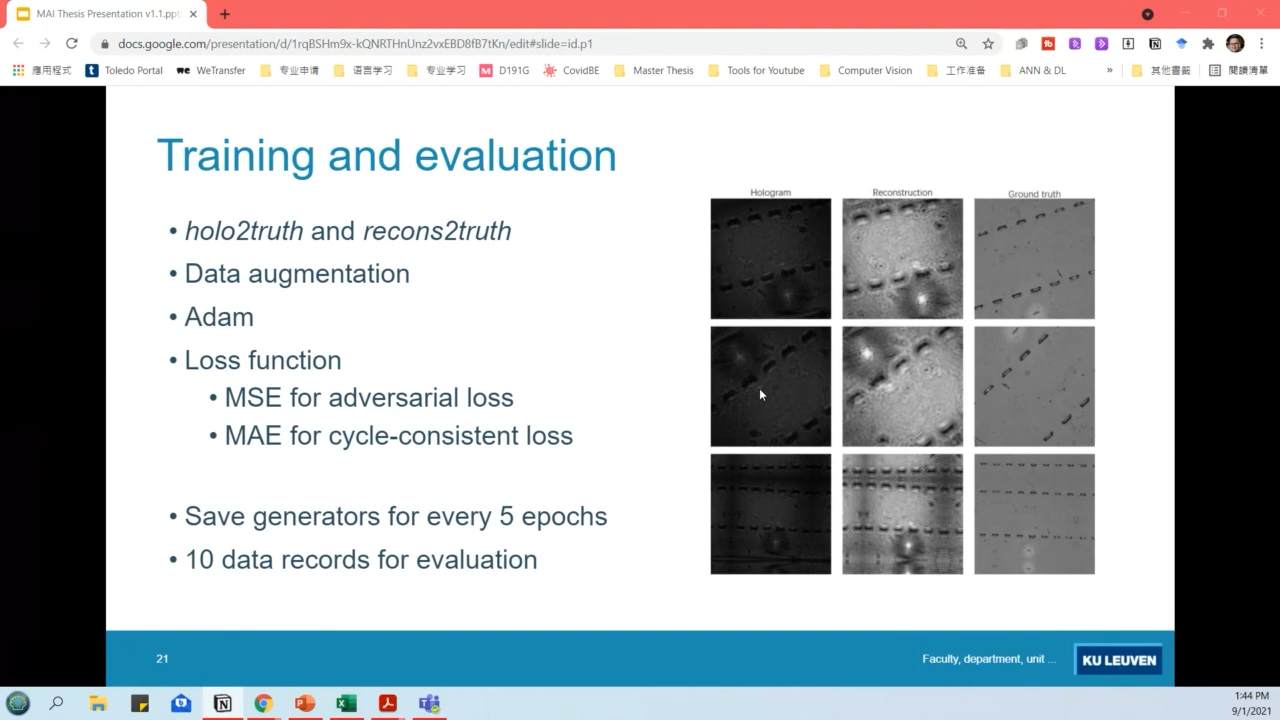 MAI Thesis Presentation v1.1.ppt
docs.google.com/presentation/d/1rqBSHm9x-kQNRTHnUnz2vxEBD8fB7tKn/edit#slide=id.p1
應用程式 Toledo Portal WeTransfer 专业申请 语言学习 专业学习 D191G CovidBE Master Thesis Tools for Youtube Computer Vision 工作准备 ANN & DL » 其他書籤 閱讀清單
Training and evaluation
Hologram Reconstruction Ground truth
• holo2truth and recons2truth
• Data augmentation
• Adam
• Loss function
• MSE for adversarial loss
• MAE for cycle-consistent loss
• Save generators for every 5 epochs
• 10 data records for evaluation
21 Faculty, department, unit ... KU LEUVEN
1:44 PM
9/1/2021